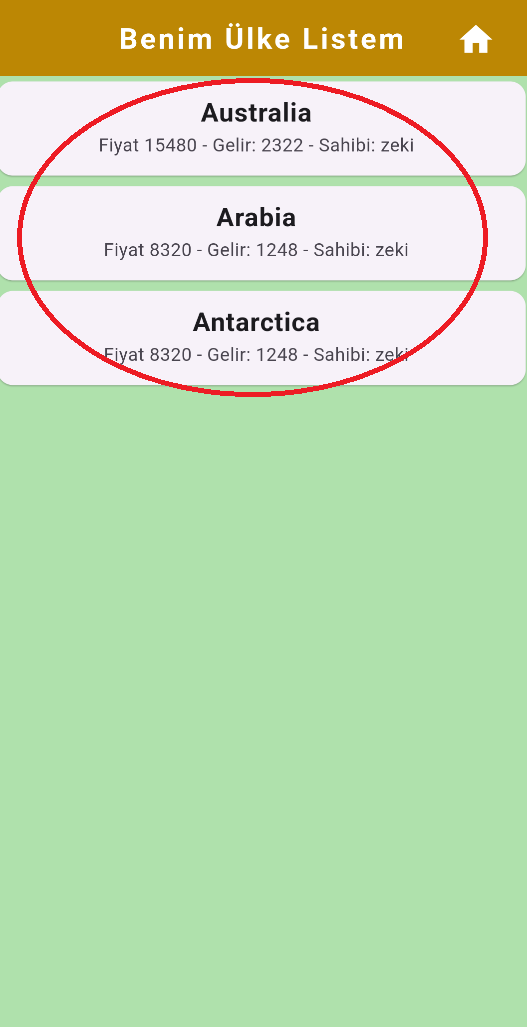 Benim Ülke Listem
Australia
Fiyat 15480 - Gelir: 2322 - Sahibi: zeki
Arabia
Fiyat 8320 - Gelir: 1248 - Sahibi: zeki
Antarctica
Fiyat 8320 - Gelir: 1248 - Sahibi: zeki